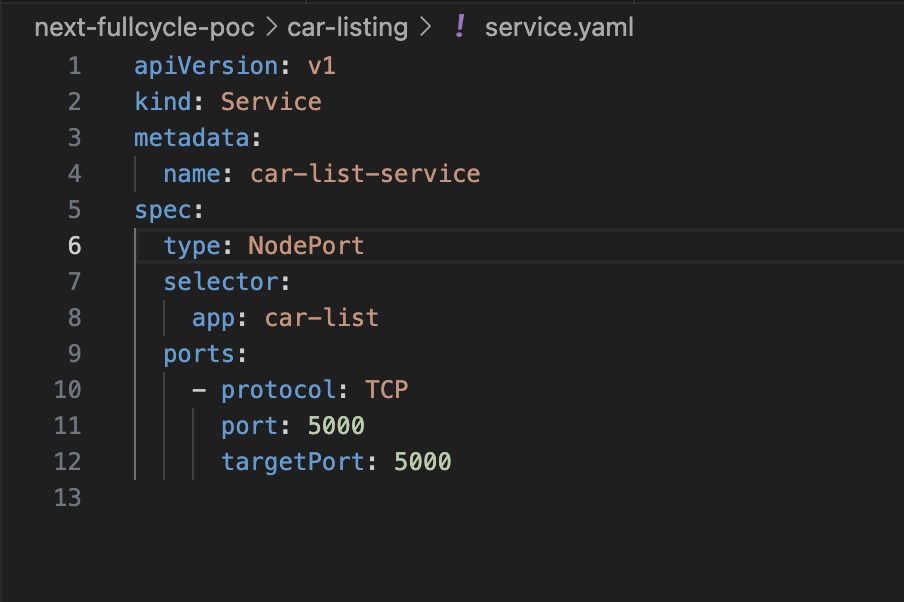 next-fullcycle-poc > car-listing > ! service.yaml
1 apiVersion: v1
2 kind: Service
3 metadata:
4   name: car-list-service
5 spec:
6   type: NodePort
7   selector:
8     app: car-list
9   ports:
10     - protocol: TCP
11       port: 5000
12       targetPort: 5000
13